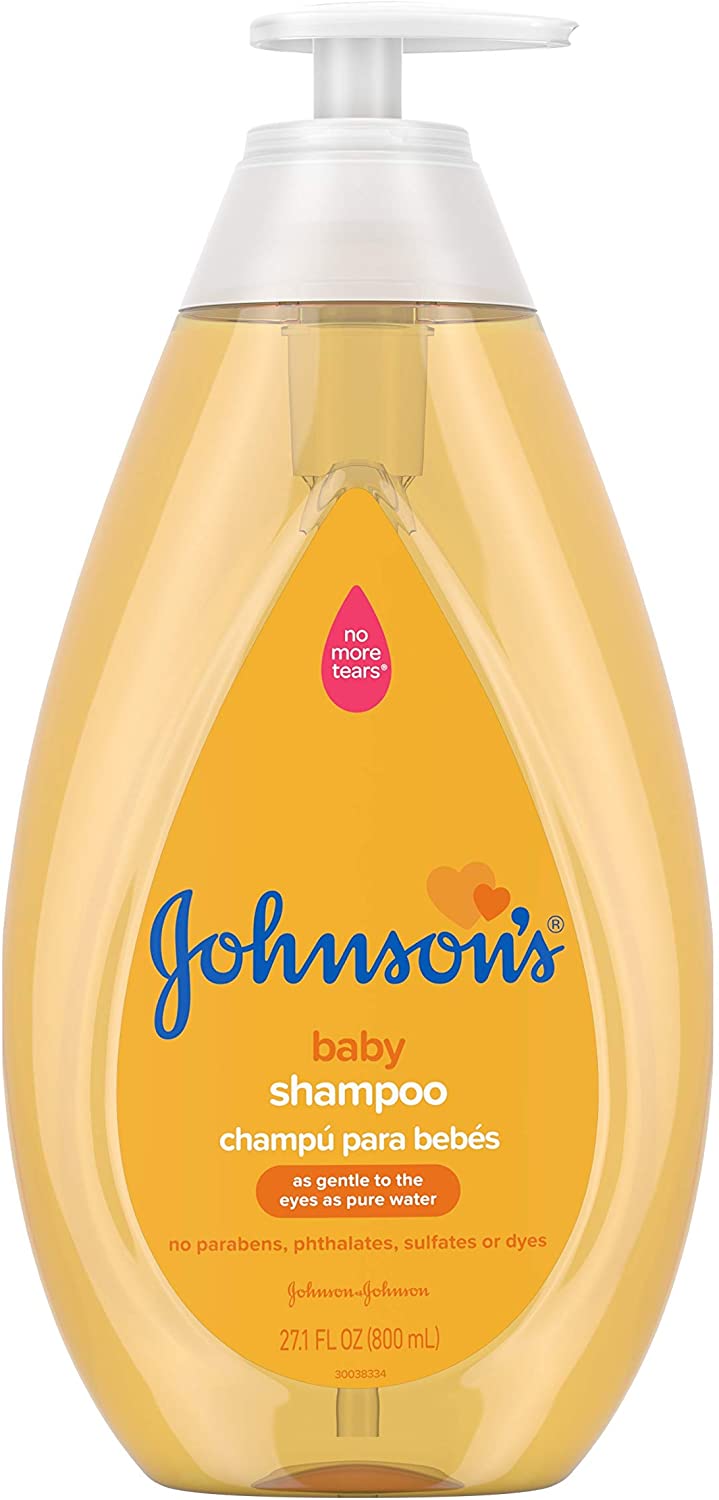 no
more
tears®
Johnson's®
baby
shampoo
champú para bebés
as gentle to the
eyes as pure water
no parabens, phthalates, sulfates or dyes
Johnson&Johnson
27.1 FL OZ (800 mL)
30038334